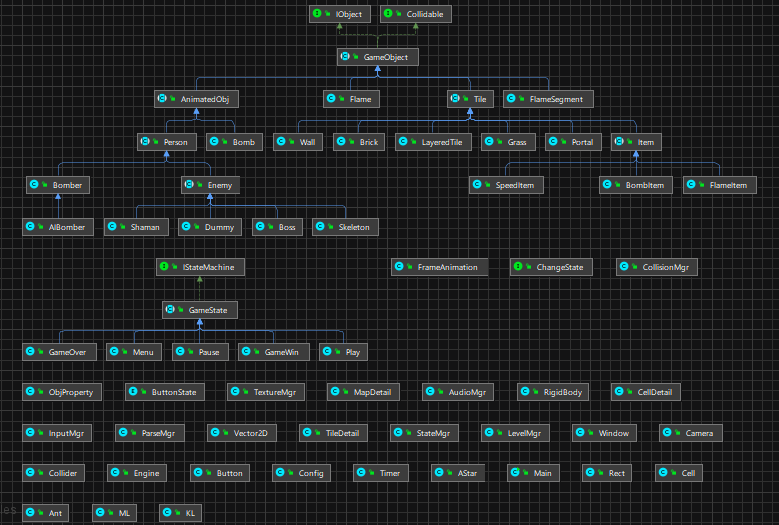 IObject Collidable
GameObject
AnimatedObj Flame Tile FlameSegment
Person Bomb Wall Brick LayeredTile Grass Portal Item
Bomber Enemy SpeedItem BombItem FlameItem
AIBomber Shaman Dummy Boss Skeleton
IStateMachine FrameAnimation ChangeState CollisionMgr
GameState
GameOver Menu Pause GameWin Play
ObjProperty ButtonState TextureMgr MapDetail AudioMgr RigidBody CellDetail
InputMgr ParseMgr Vector2D TileDetail StateMgr LevelMgr Window Camera
Collider Engine Button Config Timer AStar Main Rect Cell
es Ant ML KL